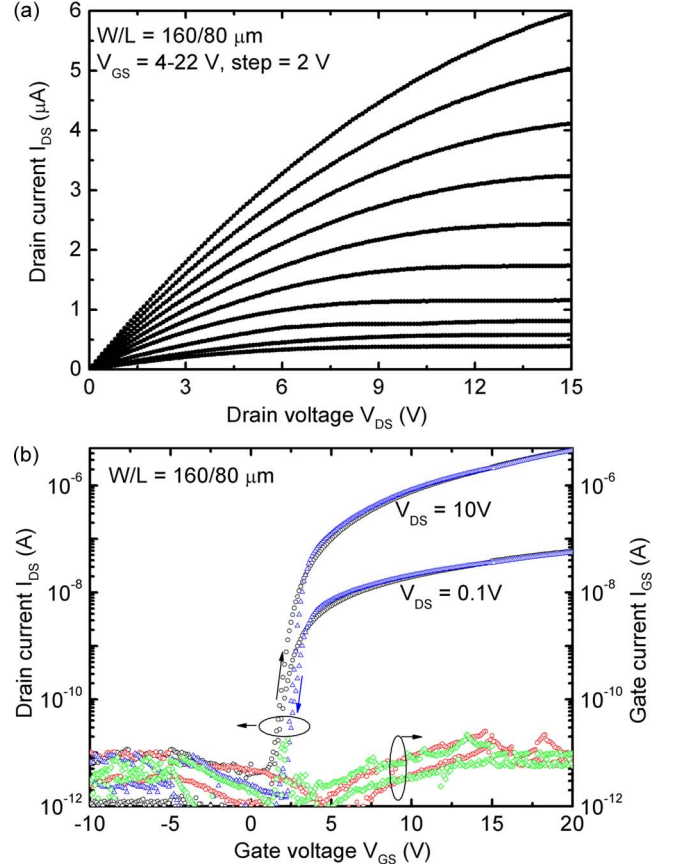 (a)
6
5
4
3
2
1
0
Drain current I_DS (μA)
W/L = 160/80 μm
V_GS = 4-22 V, step = 2 V
0 3 6 9 12 15
Drain voltage V_DS (V)
(b)
W/L = 160/80 μm
10^-6
10^-8
10^-10
10^-12
Drain current I_DS (A)
V_DS = 10V
V_DS = 0.1V
10^-6
10^-8
10^-10
10^-12
Gate current I_GS (A)
-10 -5 0 5 10 15 20
Gate voltage V_GS (V)